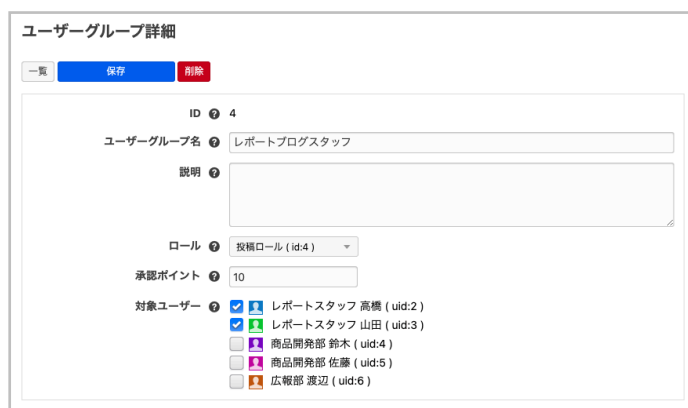 ユーザーグループ詳細
一覧 保存 削除
ID 4
ユーザーグループ名 レポートブログスタッフ
説明
ロール 投稿ロール ( id:4 )
承認ポイント 10
対象ユーザー レポートスタッフ 高橋 ( uid:2 )
レポートスタッフ 山田 ( uid:3 )
商品開発部 鈴木 ( uid:4 )
商品開発部 佐藤 ( uid:5 )
広報部 渡辺 ( uid:6 )